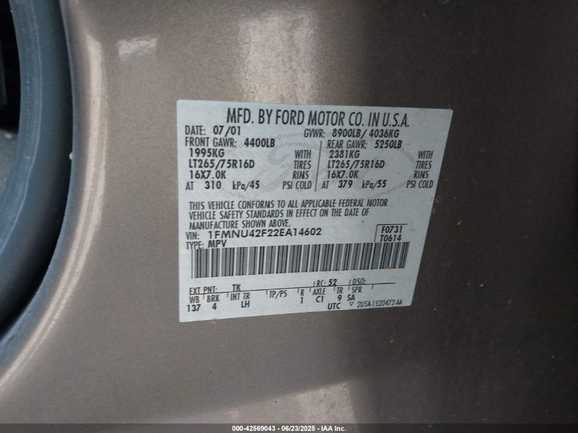 MFD. BY FORD MOTOR CO. IN U.S.A.
DATE: 07/01 GVWR: 8900LB/ 4036KG
FRONT GAWR: 4400LB REAR GAWR: 5250LB
1995KG WITH 2381KG WITH
LT265/75R16D TIRES LT265/75R16D TIRES
16X7.0K RIMS 16X7.0K RIMS
AT 310 kPa/45 PSI COLD AT 379 kPa/55 PSI COLD
THIS VEHICLE CONFORMS TO ALL APPLICABLE FEDERAL MOTOR
VEHICLE SAFETY STANDARDS IN EFFECT ON THE DATE OF
MANUFACTURE SHOWN ABOVE.
VIN: 1FMNU42F22EA14602 F0731
TYPE: MPV T0614
EXT PNT: TK RC: 52 DSO:
WB BRK INT TR TP/PS R AXLE TR SPR
137 4 LH 1 C1 9 SA
UTC
000-42569043 - 06/23/2025 - IAA Inc.